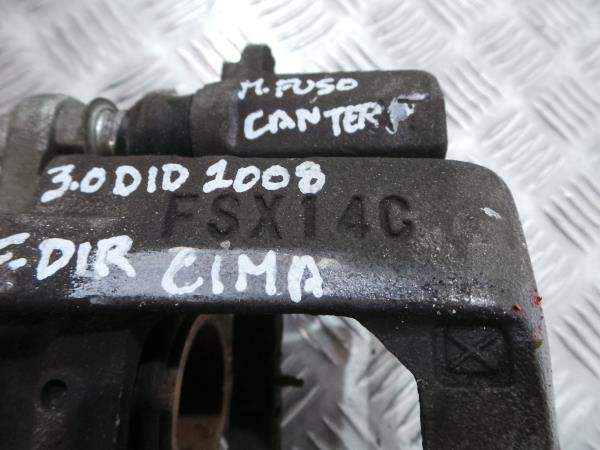 M. FUSO
CANTER F
3.0 DID 2008
FSX14C
F.DIR CIMA